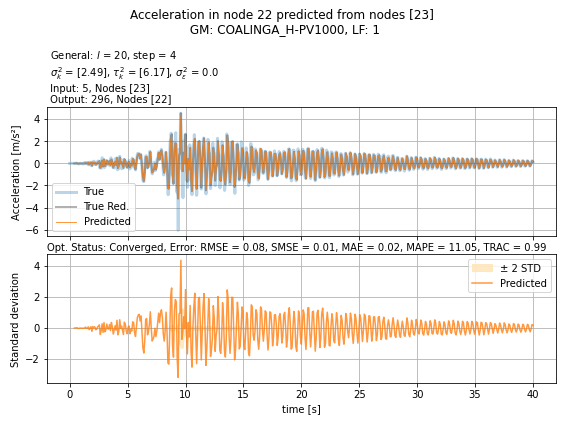 Acceleration in node 22 predicted from nodes [23]
GM: COALINGA_H-PV1000, LF: 1
General: l = 20, step = 4
σ²ₖ = [2.49], τ²ₖ = [6.17], σ²ₑ = 0.0
Input: 5, Nodes [23]
Output: 296, Nodes [22]
Acceleration [m/s²]
4
2
0
−2
−4
−6
True
True Red.
Predicted
Opt. Status: Converged, Error: RMSE = 0.08, SMSE = 0.01, MAE = 0.02, MAPE = 11.05, TRAC = 0.99
Standard deviation
4
2
0
−2
± 2 STD
Predicted
0 5 10 15 20 25 30 35 40
time [s]